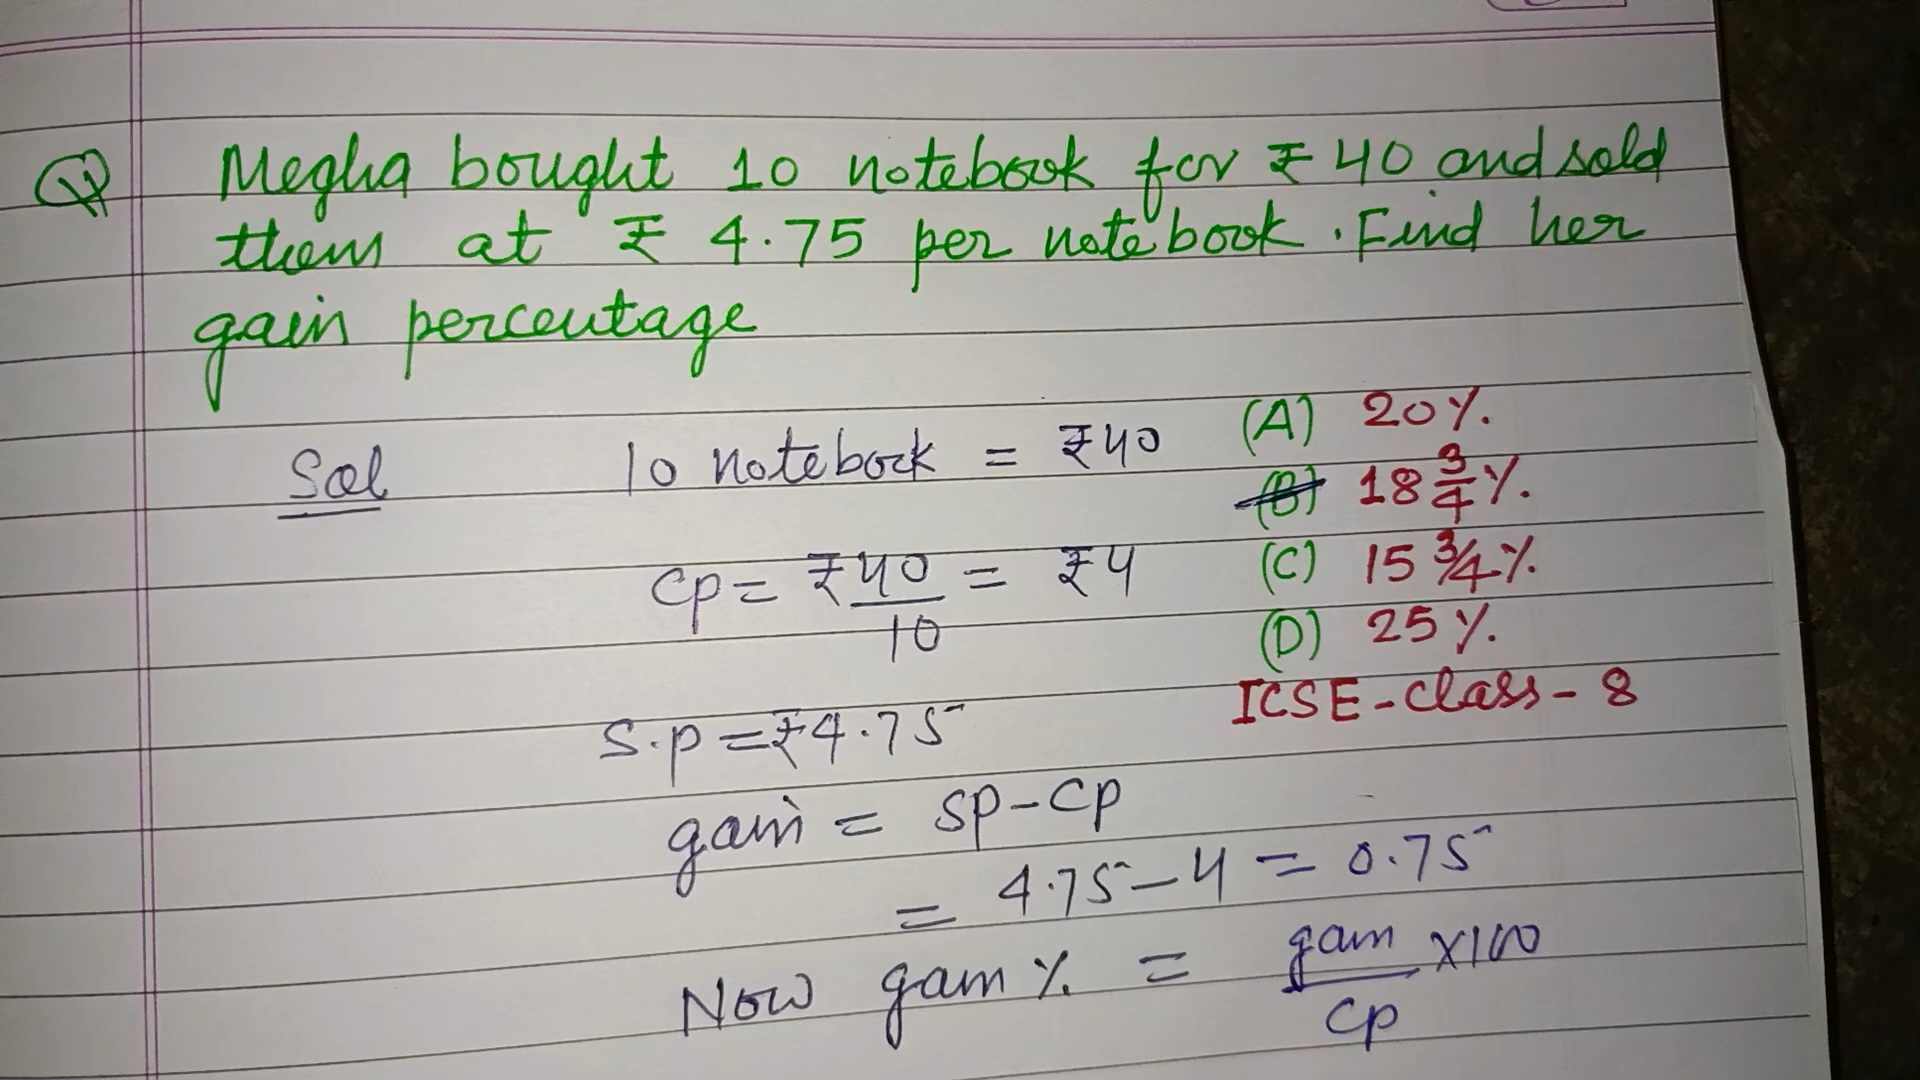 Q Megha bought 10 notebook for ₹ 40 and sold
them at ₹ 4.75 per notebook. Find her
gain percentage
Sol 10 notebook = ₹40
(A) 20%.
(B) 18 3/4 %.
CP = ₹40/10 = ₹4
(C) 15 3/4 %.
(D) 25 %.
ICSE-Class-8
S.P = ₹4.75
gain = SP-CP
= 4.75-4 = 0.75
Now gain % = gain/CP ×100